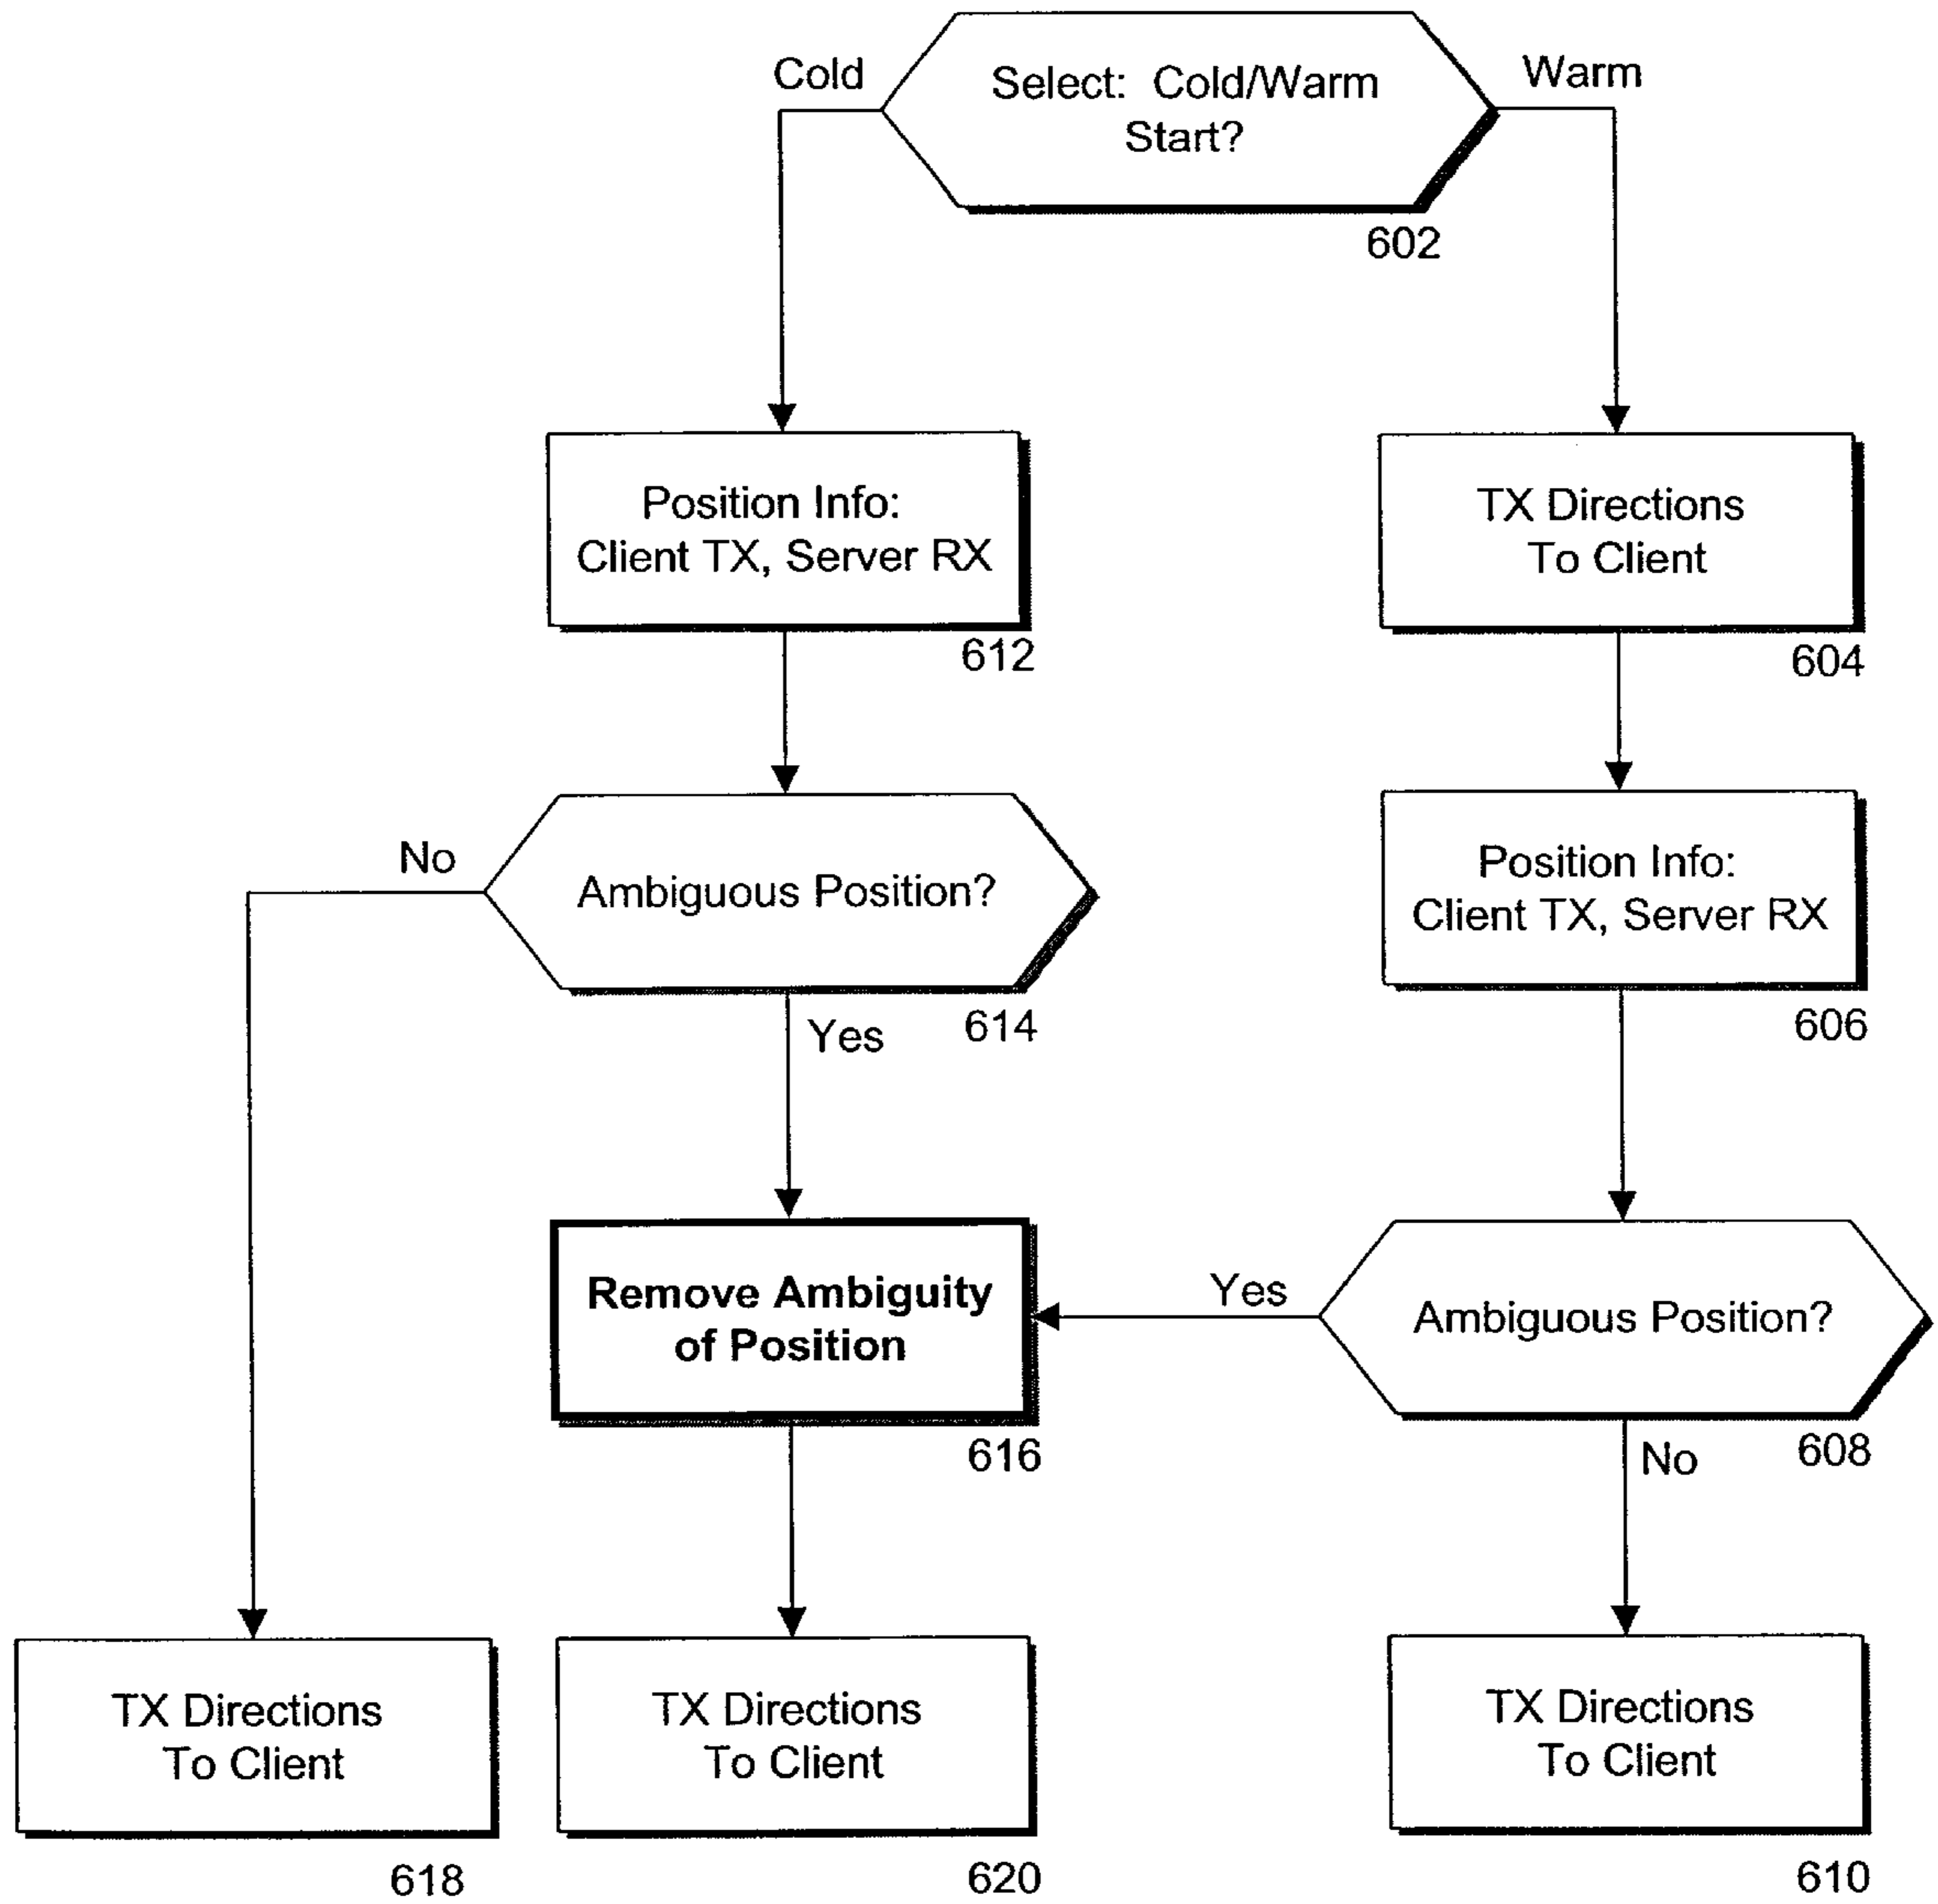 Cold
Select: Cold/Warm
Start?
Warm
602
Position Info:
Client TX, Server RX
612
TX Directions
To Client
604
No
Ambiguous Position?
Yes
614
Position Info:
Client TX, Server RX
606
Remove Ambiguity
of Position
616
Yes
Ambiguous Position?
608
No
TX Directions
To Client
618
TX Directions
To Client
620
TX Directions
To Client
610